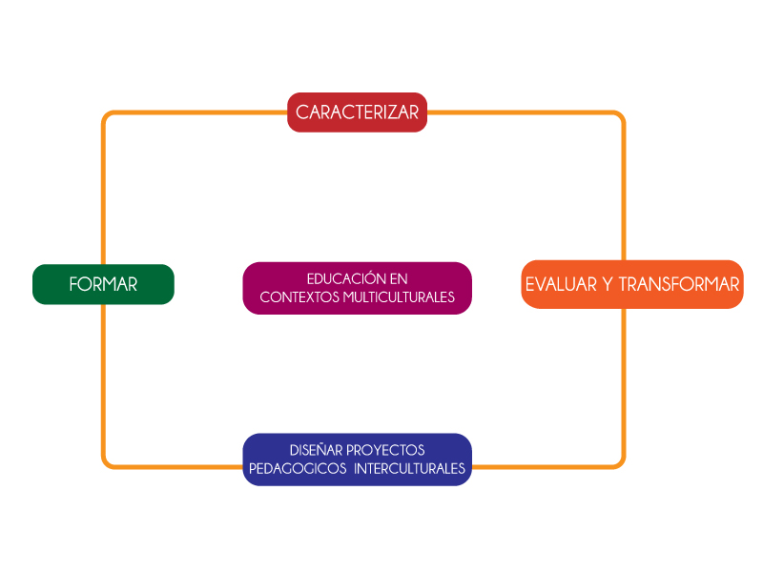 CARACTERIZAR
FORMAR
EDUCACIÓN EN
CONTEXTOS MULTICULTURALES
EVALUAR Y TRANSFORMAR
DISEÑAR PROYECTOS
PEDAGOGICOS INTERCULTURALES